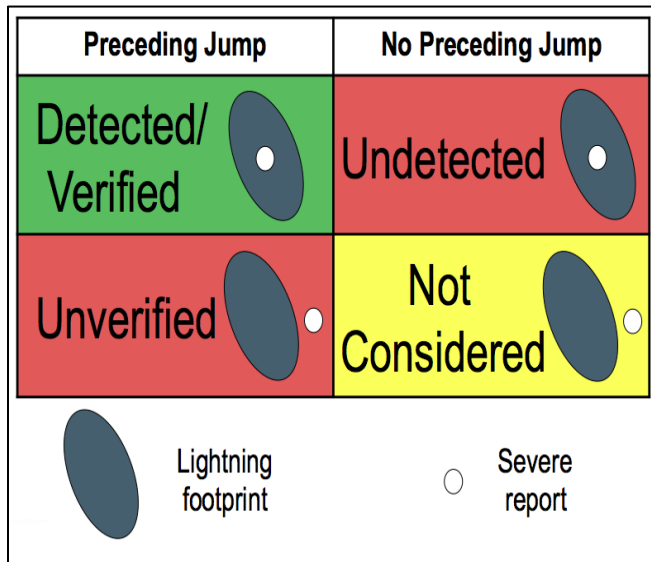 Preceding Jump
No Preceding Jump
Detected/
Verified
Undetected
Unverified
Not
Considered
Lightning
footprint
Severe
report